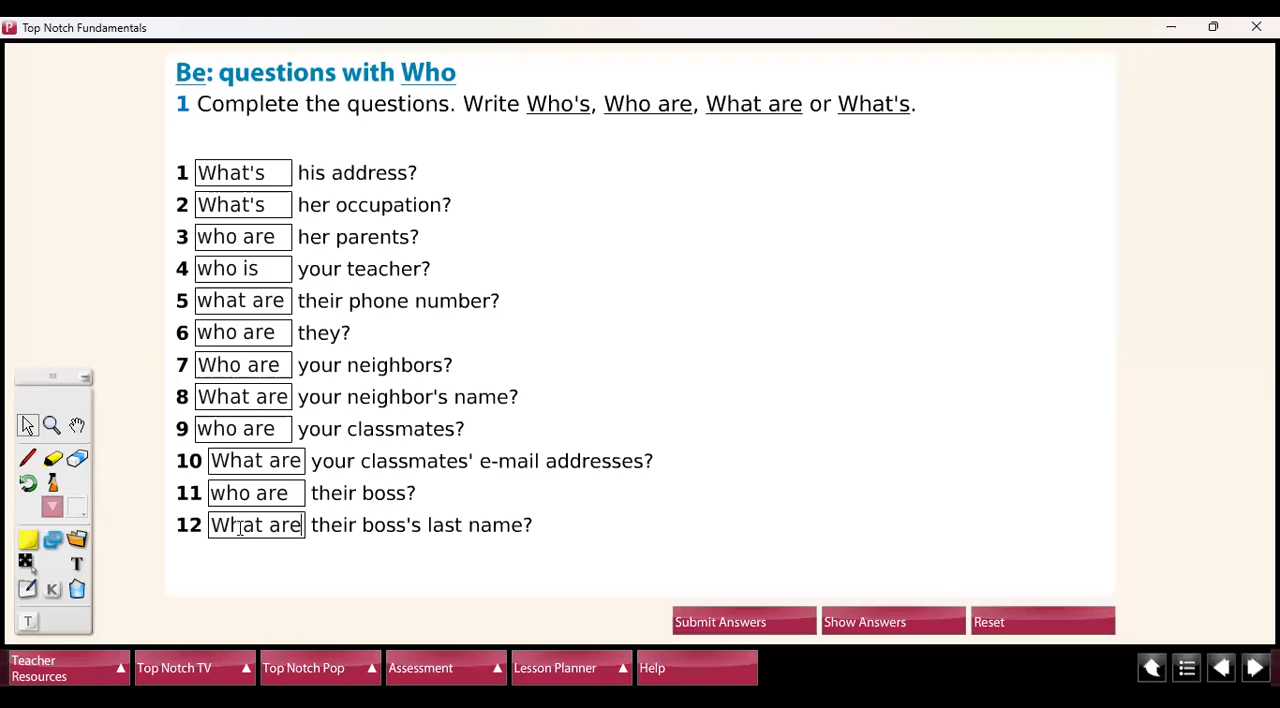 Top Notch Fundamentals
Be: questions with Who
1 Complete the questions. Write Who's, Who are, What are or What's.
1 What's his address?
2 What's her occupation?
3 who are her parents?
4 who is your teacher?
5 what are their phone number?
6 who are they?
7 Who are your neighbors?
8 What are your neighbor's name?
9 who are your classmates?
10 What are your classmates' e-mail addresses?
11 who are their boss?
12 What are their boss's last name?
T
K
T
Submit Answers Show Answers Reset
Teacher Resources Top Notch TV Top Notch Pop Assessment Lesson Planner Help